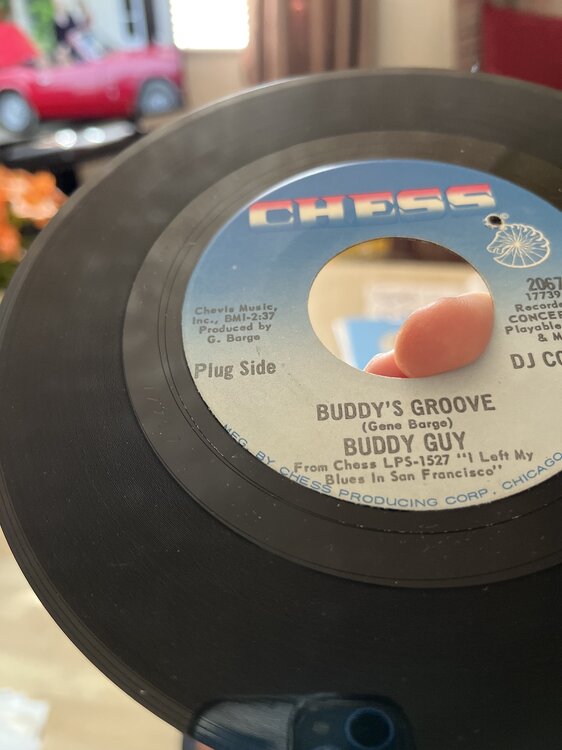 CHESS
Chevis Music,
Inc., BMI-2:37
Produced by
G. Barge
Plug Side
2067
17739
Recorde
CONCER
Playable
& M
DJ CO
BUDDY'S GROOVE
(Gene Barge)
BUDDY GUY
From Chess LPS-1527 "I Left My
Blues In San Francisco"
MFG. BY CHESS PRODUCING CORP. CHICAGO